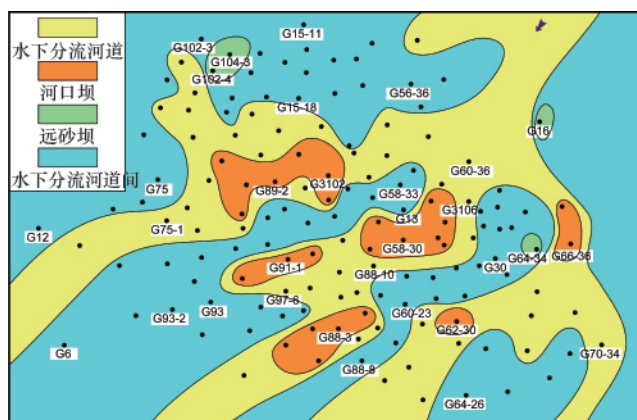 水下分流河道
河口坝
远砂坝
水下分流河道间
G102-3
G15-11
G104-3
G102-4
G56-36
G15-18
G16
G60-36
G75
G89-2
G3102
G58-33
G75-1
G13
G3106
G12
G58-30
G64-34
G66-36
G91-1
G88-10
G30
G97-6
G93-2
G93
G60-23
G62-30
G6
G88-3
G70-34
G88-8
G64-26